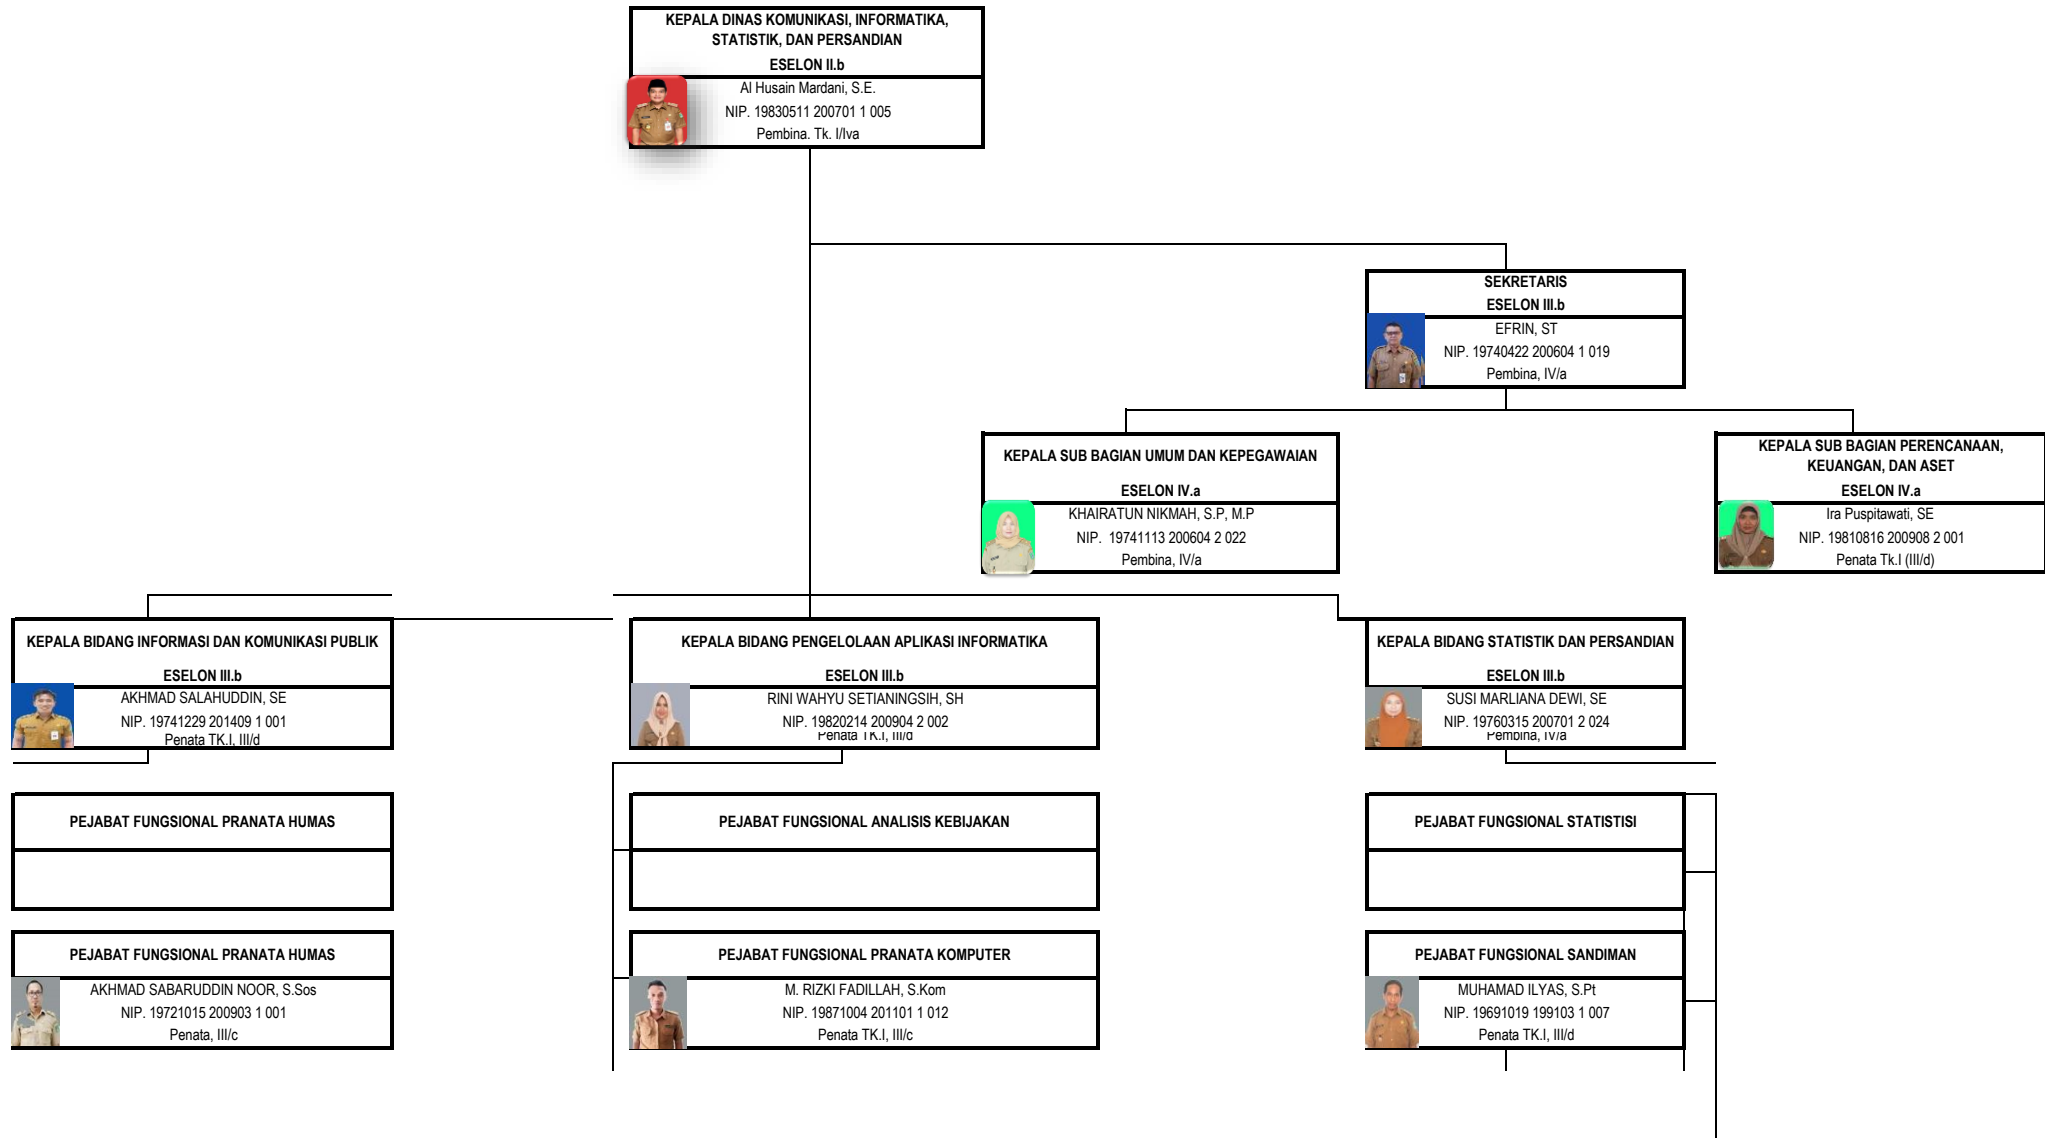 KEPALA DINAS KOMUNIKASI, INFORMATIKA,
STATISTIK, DAN PERSANDIAN
ESELON II.b
Al Husain Mardani, S.E.
NIP. 19830511 200701 1 005
Pembina. Tk. I/Iva
SEKRETARIS
ESELON III.b
EFRIN, ST
NIP. 19740422 200604 1 019
Pembina, IV/a
KEPALA SUB BAGIAN UMUM DAN KEPEGAWAIAN
ESELON IV.a
KHAIRATUN NIKMAH, S.P, M.P
NIP. 19741113 200604 2 022
Pembina, IV/a
KEPALA SUB BAGIAN PERENCANAAN,
KEUANGAN, DAN ASET
ESELON IV.a
Ira Puspitawati, SE
NIP. 19810816 200908 2 001
Penata Tk.I (III/d)
KEPALA BIDANG INFORMASI DAN KOMUNIKASI PUBLIK
ESELON III.b
AKHMAD SALAHUDDIN, SE
NIP. 19741229 201409 1 001
Penata TK.I, III/d
KEPALA BIDANG PENGELOLAAN APLIKASI INFORMATIKA
ESELON III.b
RINI WAHYU SETIANINGSIH, SH
NIP. 19820214 200904 2 002
Penata TK.I, III/d
KEPALA BIDANG STATISTIK DAN PERSANDIAN
ESELON III.b
SUSI MARLIANA DEWI, SE
NIP. 19760315 200701 2 024
Pembina, IV/a
PEJABAT FUNGSIONAL PRANATA HUMAS
PEJABAT FUNGSIONAL ANALISIS KEBIJAKAN
PEJABAT FUNGSIONAL STATISTISI
PEJABAT FUNGSIONAL PRANATA HUMAS
AKHMAD SABARUDDIN NOOR, S.Sos
NIP. 19721015 200903 1 001
Penata, III/c
PEJABAT FUNGSIONAL PRANATA KOMPUTER
M. RIZKI FADILLAH, S.Kom
NIP. 19871004 201101 1 012
Penata TK.I, III/c
PEJABAT FUNGSIONAL SANDIMAN
MUHAMAD ILYAS, S.Pt
NIP. 19691019 199103 1 007
Penata TK.I, III/d